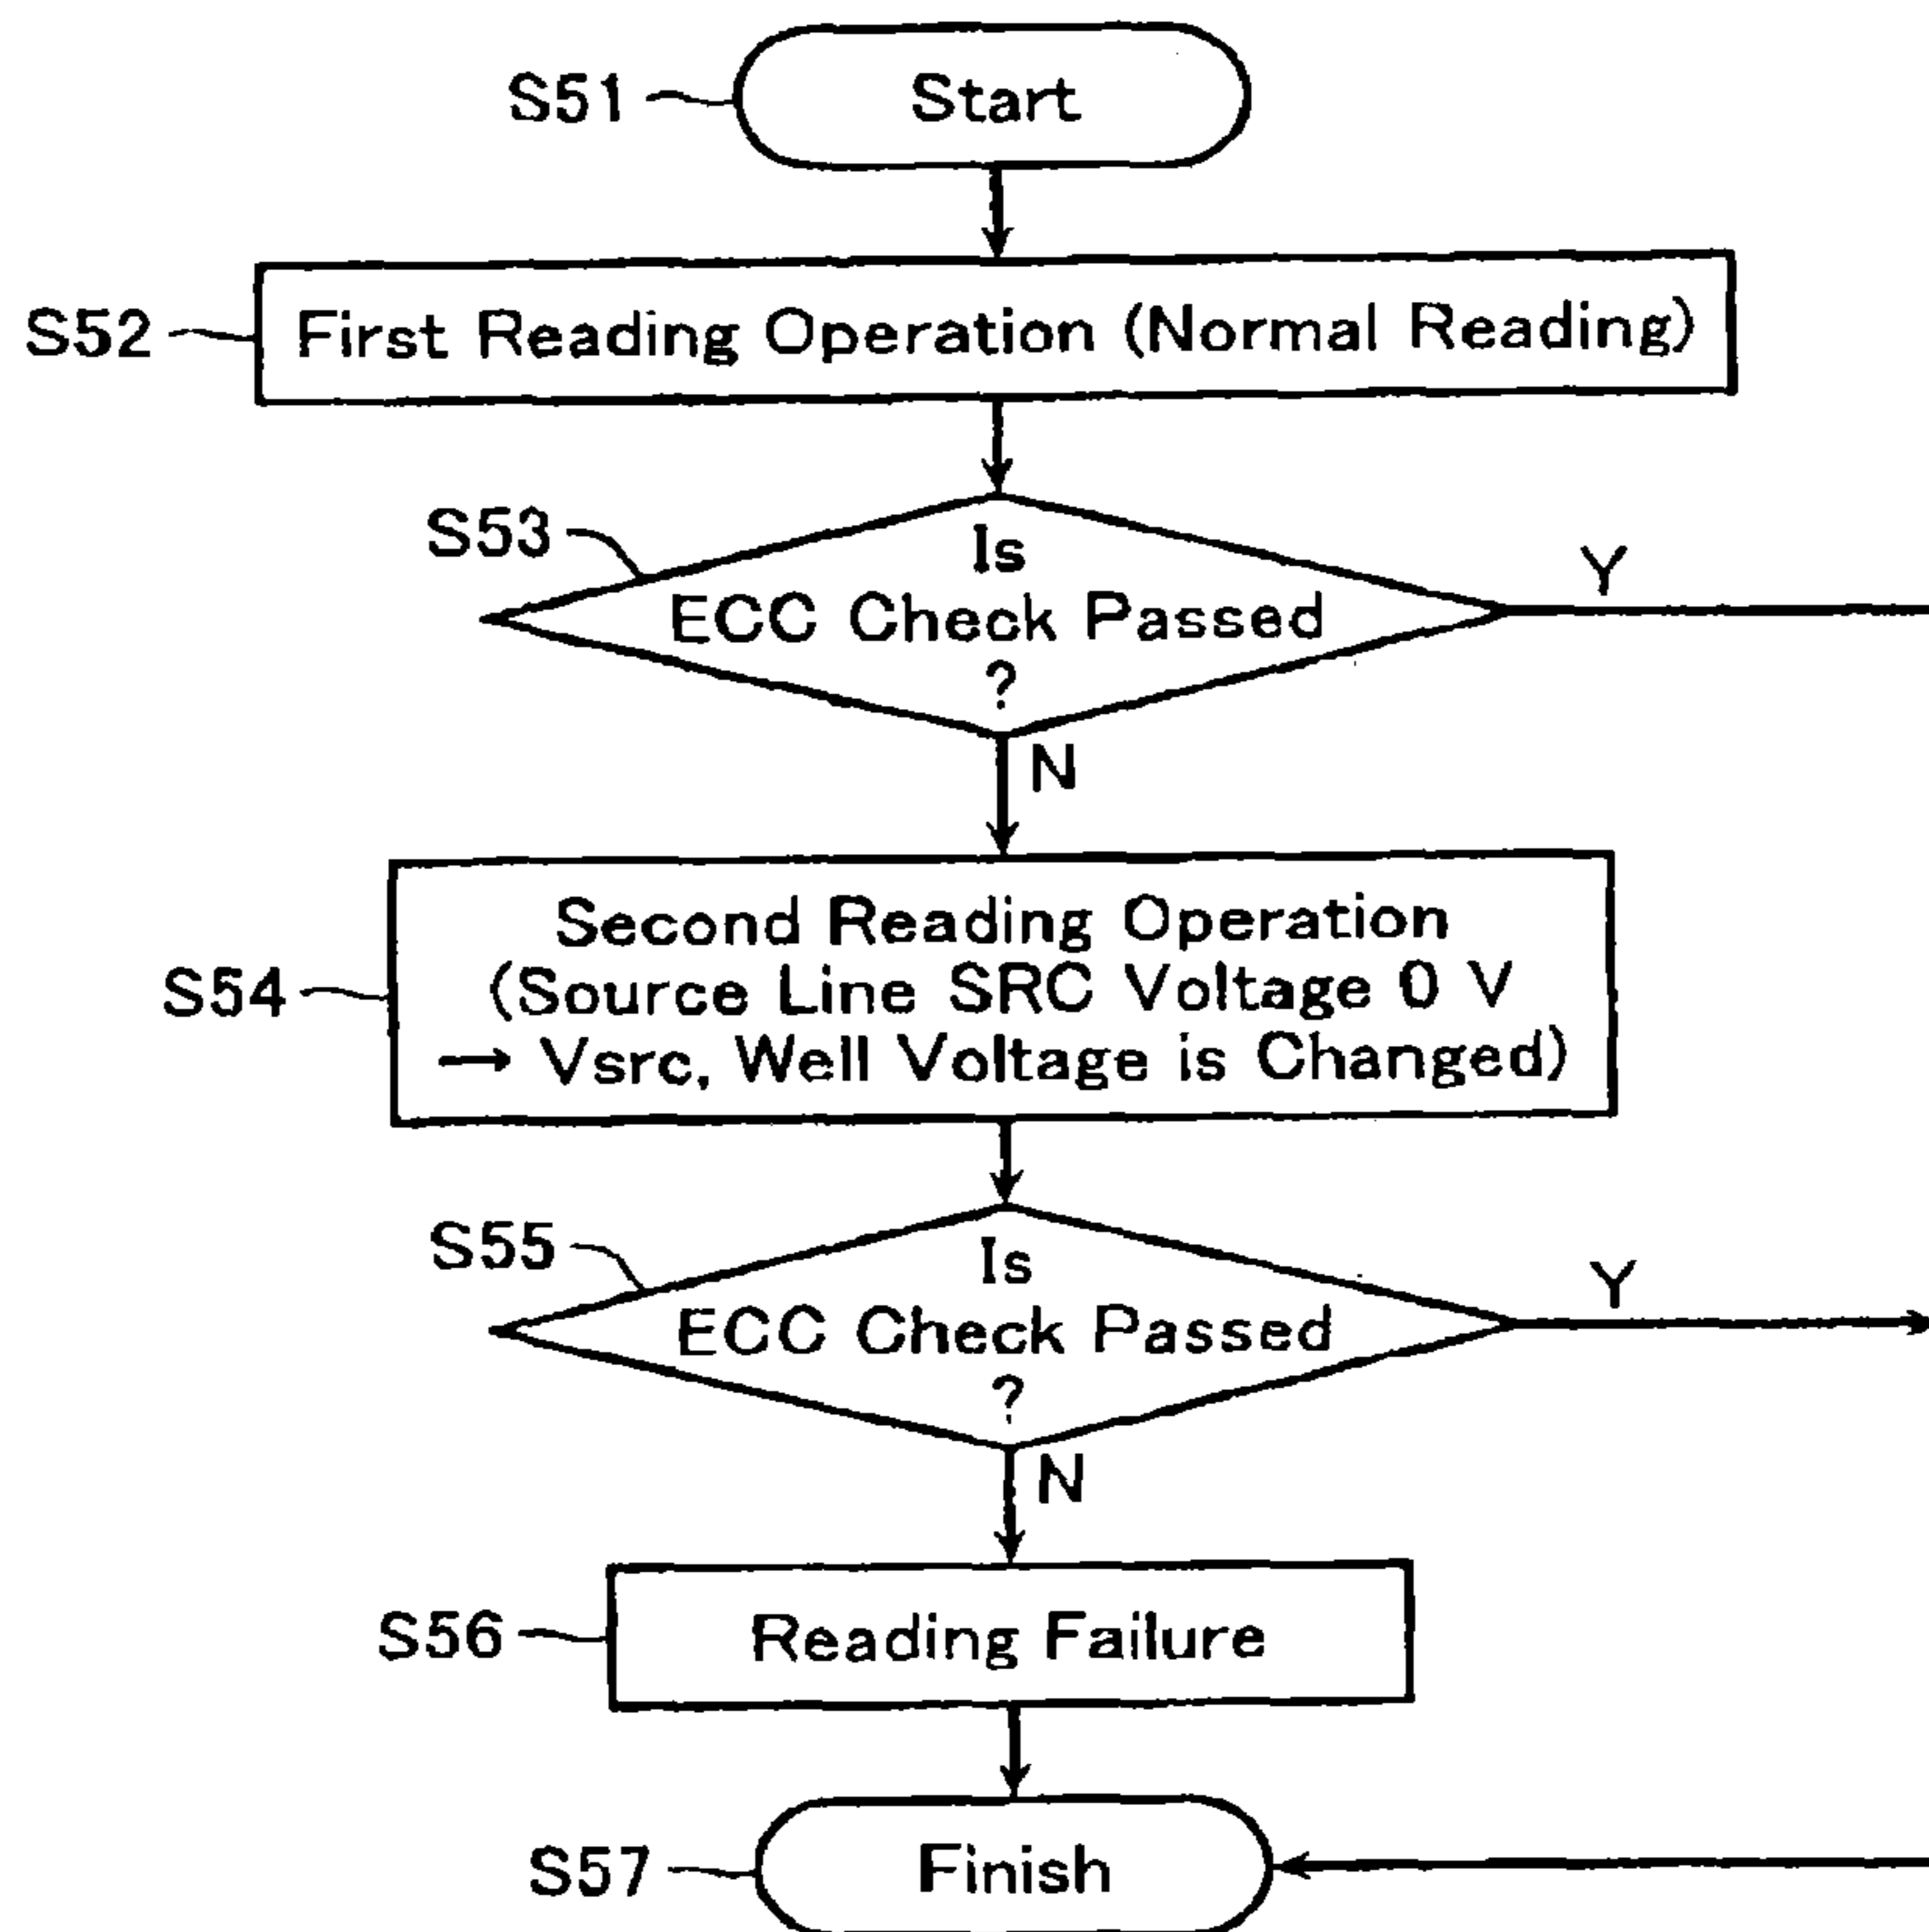 S51
Start
S52
First Reading Operation (Normal Reading)
S53
Is
ECC Check Passed
?
Y
N
S54
Second Reading Operation
(Source Line SRC Voltage 0 V
→ Vsrc, Well Voltage is Changed)
S55
Is
ECC Check Passed
?
Y
N
S56
Reading Failure
S57
Finish